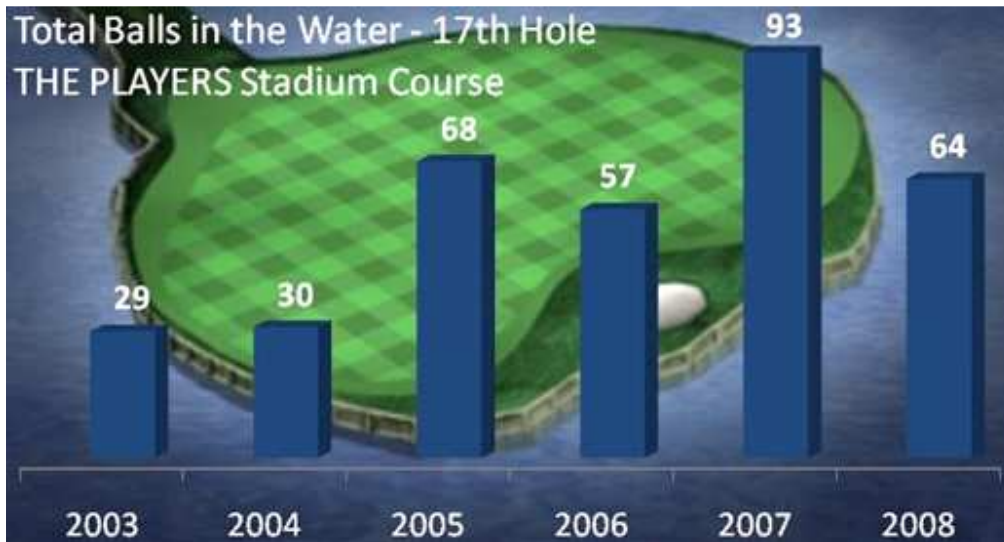 Total Balls in the Water - 17th Hole
THE PLAYERS Stadium Course
93
68
64
57
30
29
2003 2004 2005 2006 2007 2008